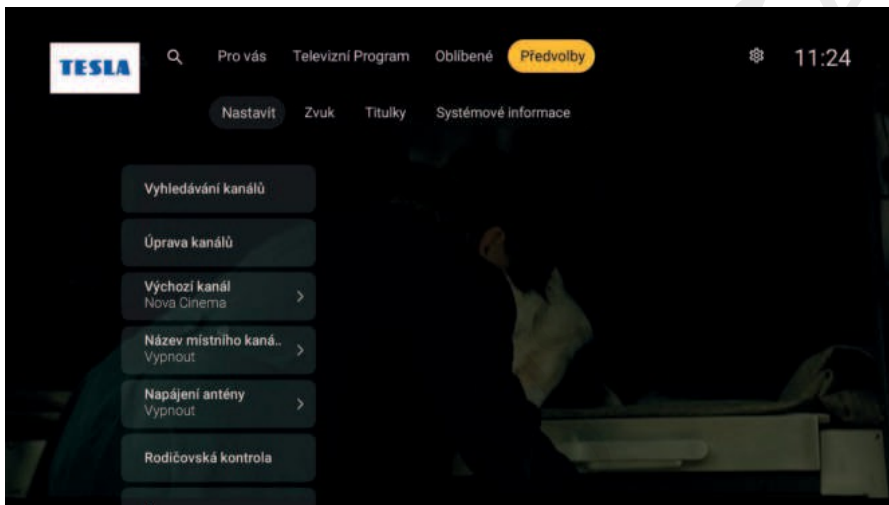 TESLA
Pro vás Televizní Program Oblíbené Předvolby 11:24
Nastavit Zvuk Titulky Systémové informace
Vyhledávání kanálů
Úprava kanálů
Výchozí kanál
Nova Cinema
Název místního kaná..
Vypnout
Napájení antény
Vypnout
Rodičovská kontrola